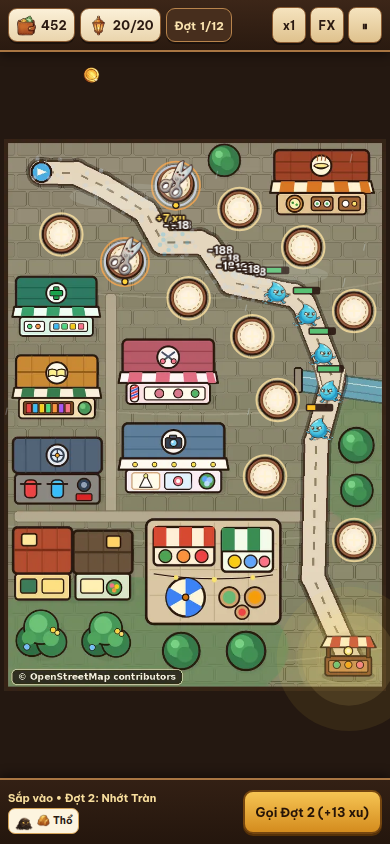 452
20/20
Đợt 1/12
x1
FX
+7 xu
-18
-188
-18
© OpenStreetMap contributors
Sắp vào • Đợt 2: Nhớt Tràn
Thổ
Gọi Đợt 2 (+13 xu)